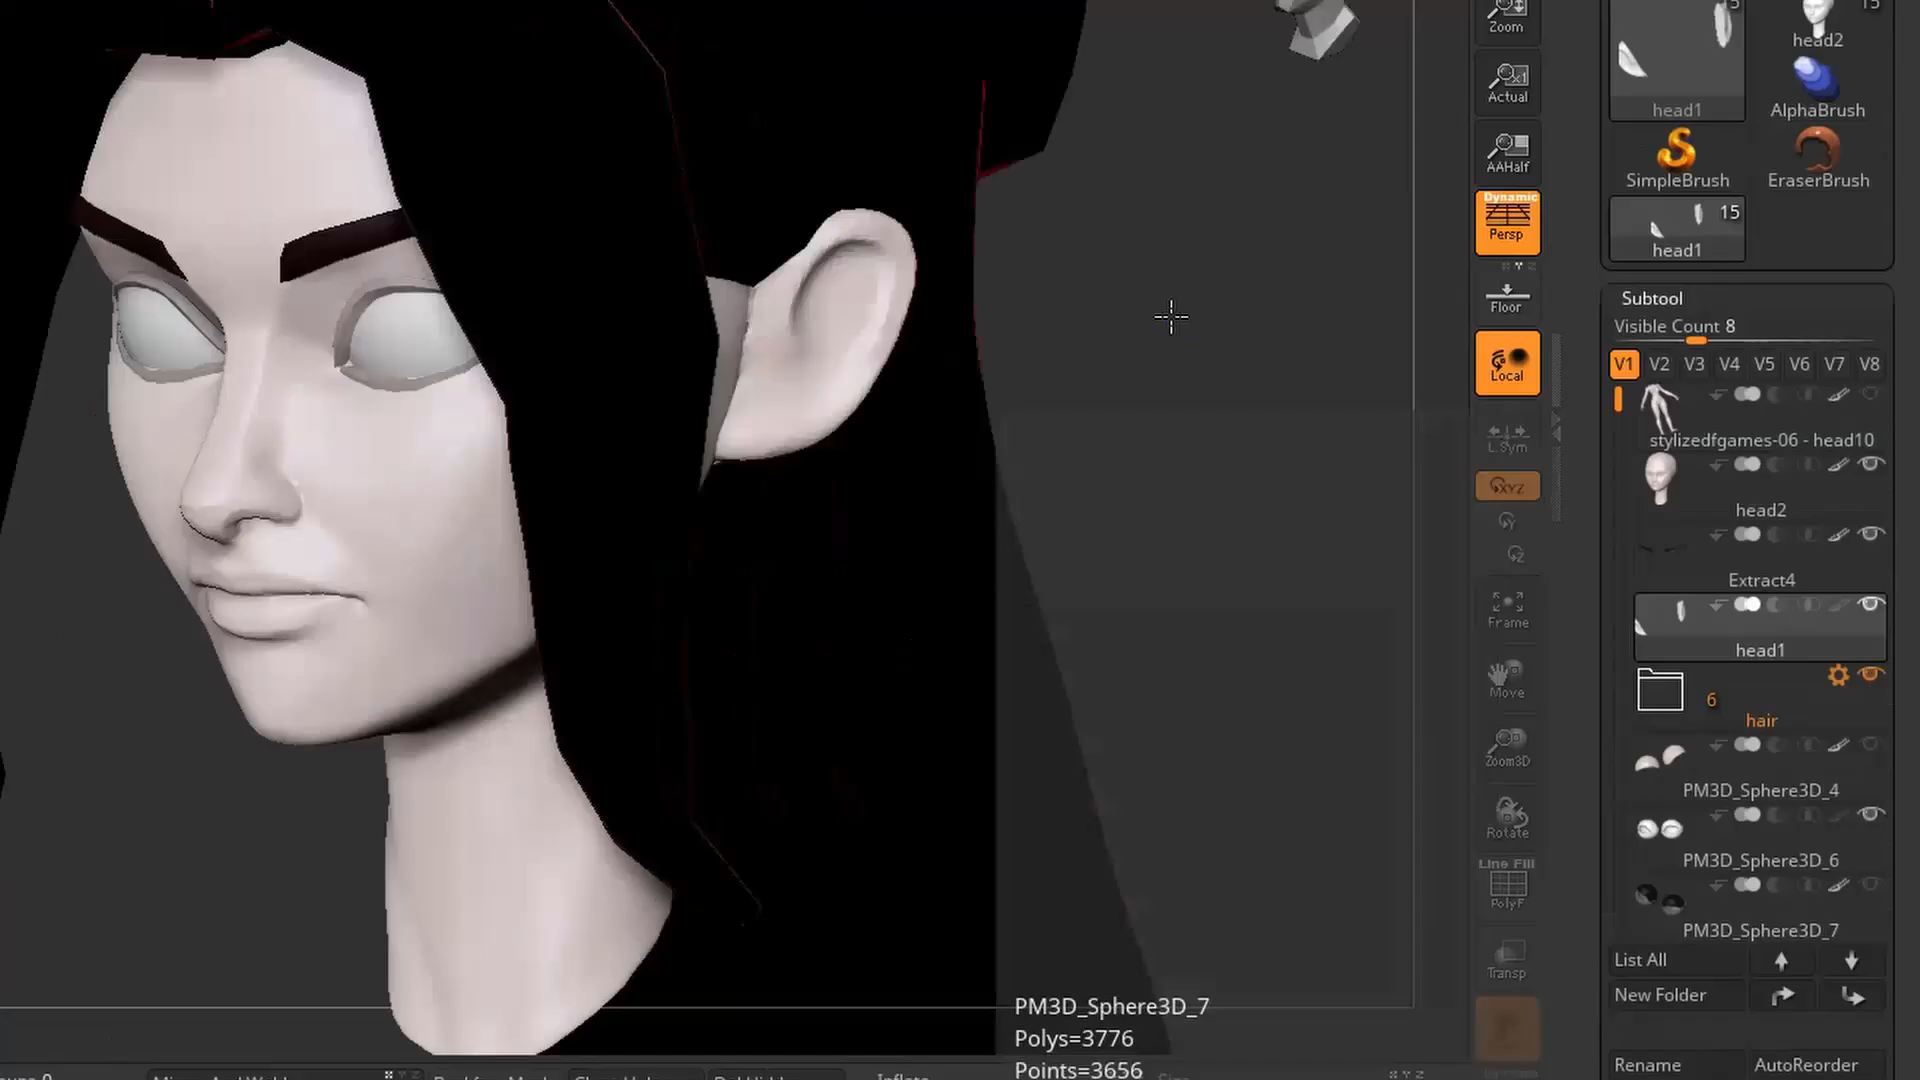 Zoom
Actual
AAHalf
Dynamic
Persp
Floor
Local
L.Sym
XYZ
Y
Z
Frame
Move
Zoom3D
Rotate
Line Fill
PolyF
Transp
5
head1
15
head2
AlphaBrush
SimpleBrush
EraserBrush
15
head1
Subtool
Visible Count 8
V1 V2 V3 V4 V5 V6 V7 V8
stylizedfgames-06 - head10
head2
Extract4
head1
6
hair
PM3D_Sphere3D_4
PM3D_Sphere3D_6
PM3D_Sphere3D_7
List All
New Folder
Rename
AutoReorder
PM3D_Sphere3D_7
Polys=3776
Points=3656